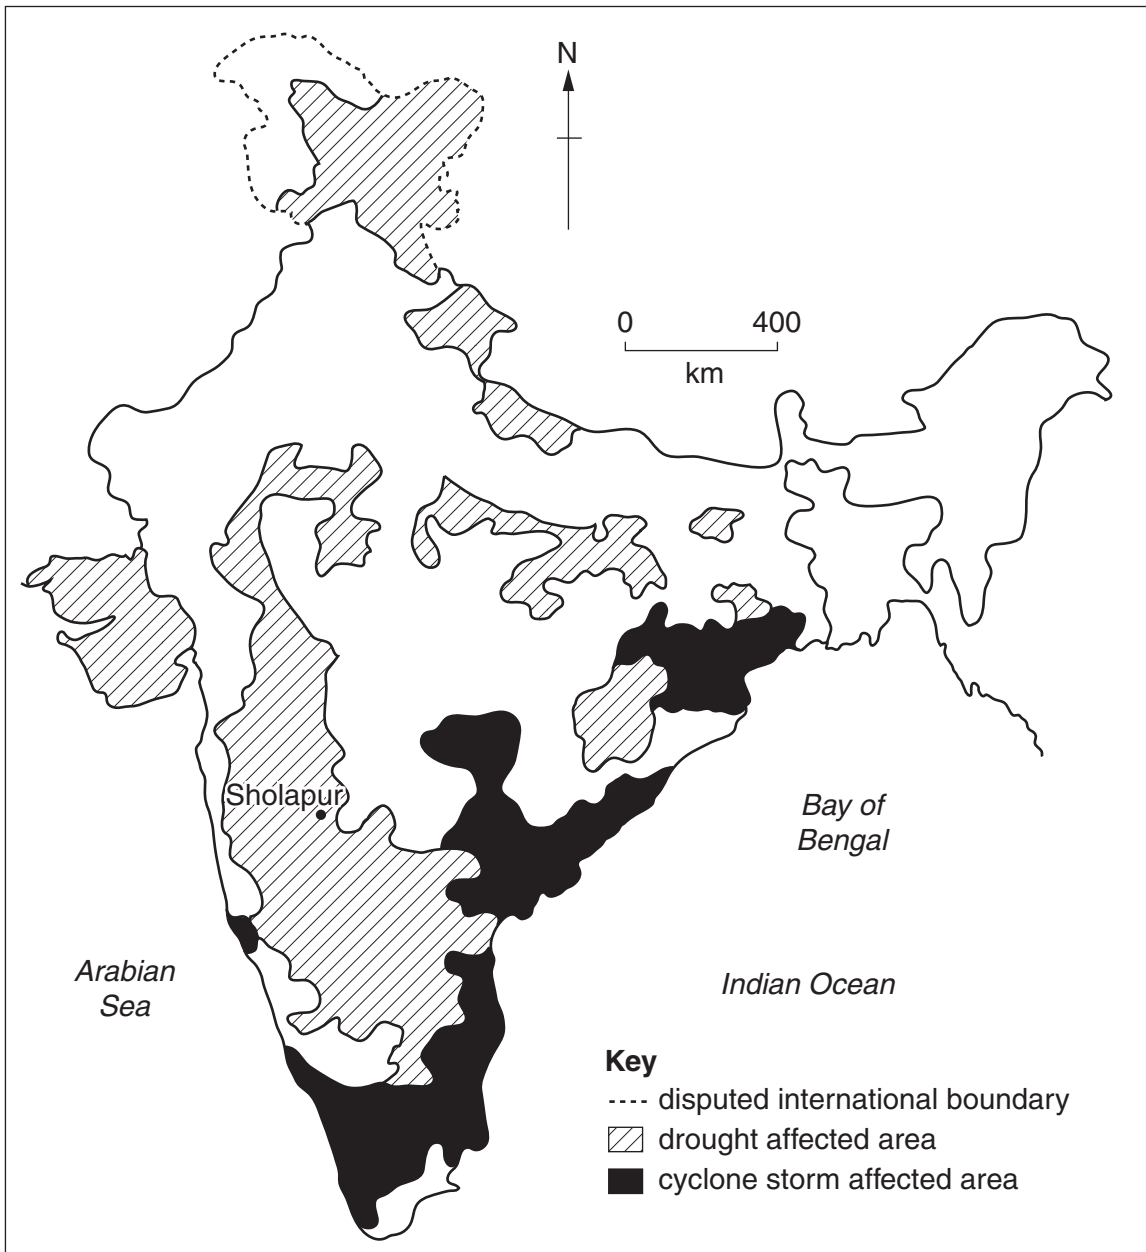 N
0 400
km
Sholapur
Bay of
Bengal
Arabian
Sea
Indian Ocean
Key
disputed international boundary
drought affected area
cyclone storm affected area